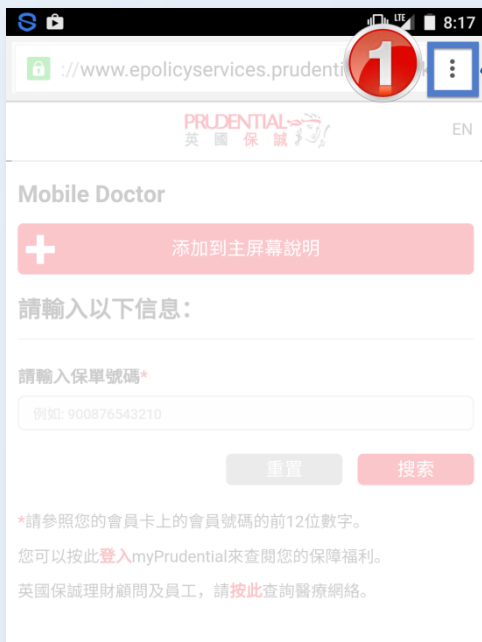 LTE 8:17
://www.epolicyservices.prudenti
1
PRUDENTIAL
英國保誠
EN
Mobile Doctor
添加到主屏幕說明
請輸入以下信息：
請輸入保單號碼*
例如: 900876543210
重置 搜索
*請參照您的會員卡上的會員號碼的前12位數字。
您可以按此登入myPrudential來查閱您的保障福利。
英國保誠理財顧問及員工，請按此查詢醫療網絡。